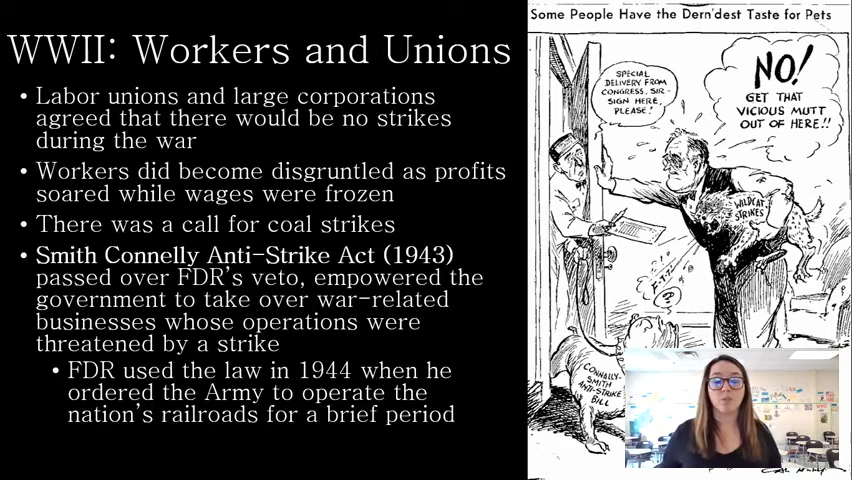 WWII: Workers and Unions
• Labor unions and large corporations
agreed that there would be no strikes
during the war
• Workers did become disgruntled as profits
soared while wages were frozen
• There was a call for coal strikes
• Smith Connelly Anti-Strike Act (1943)
passed over FDR's veto, empowered the
government to take over war-related
businesses whose operations were
threatened by a strike
• FDR used the law in 1944 when he
ordered the Army to operate the
nation's railroads for a brief period
Some People Have the Dern'dest Taste for Pets
SPECIAL
DELIVERY FROM
CONGRESS, SIR-
SIGN HERE,
PLEASE!
NO!
GET THAT
VICIOUS MUTT
OUT OF HERE!!
WILDCAT
STRIKES
?
CONNALLY-
SMITH
ANTI-STRIKE
BILL